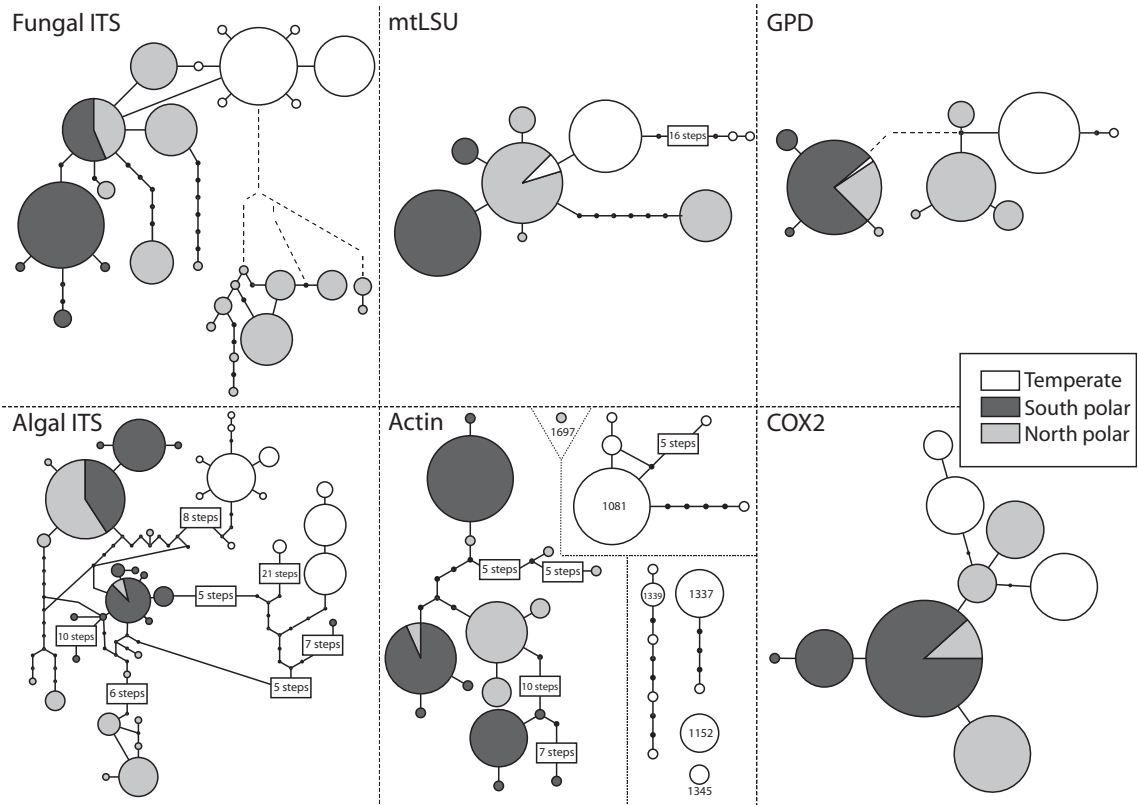 Fungal ITS
mtLSU
16 steps
GPD
Temperate
South polar
North polar
Algal ITS
8 steps
21 steps
5 steps
10 steps
7 steps
5 steps
6 steps
Actin
1697
5 steps
1081
5 steps
5 steps
1339
1337
10 steps
7 steps
1152
1345
COX2